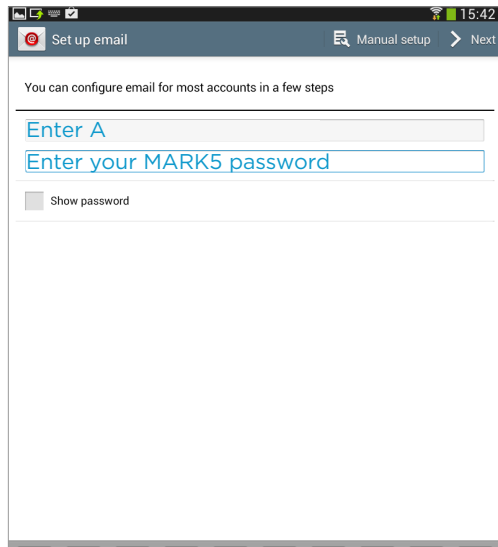 15:42
Set up email Manual setup Next
You can configure email for most accounts in a few steps
Enter A
Enter your MARK5 password
Show password